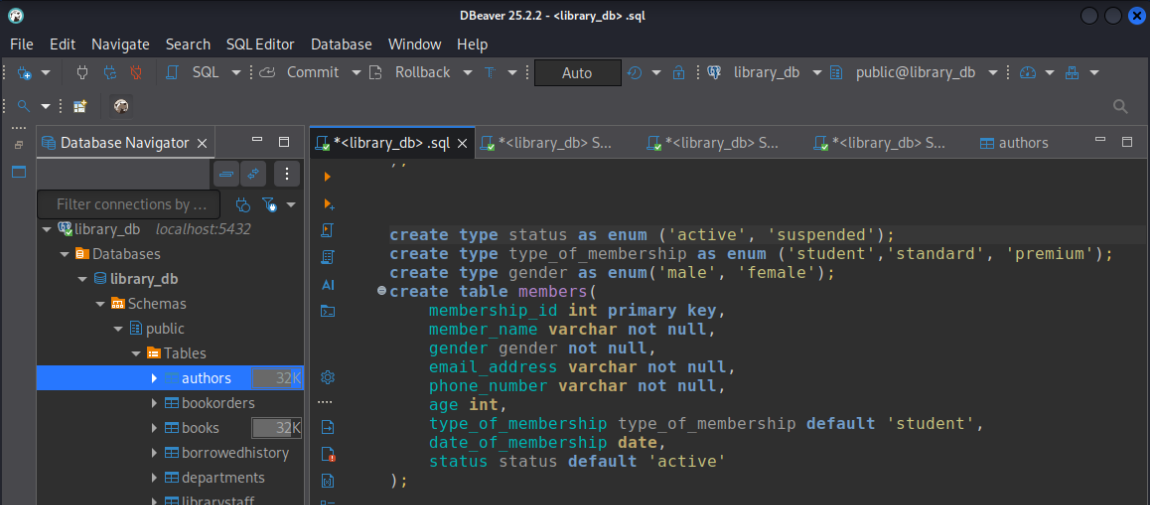 DBeaver 25.2.2 - <library_db> .sql
File Edit Navigate Search SQL Editor Database Window Help
SQL Commit Rollback T Auto library_db public@library_db
Database Navigator
*<library_db> .sql *<library_db> S... *<library_db> S... *<library_db> S... authors
);
Filter connections by ...
library_db localhost:5432
Databases
library_db
Schemas
public
Tables
authors 32K
bookorders
books 32K
borrowedhistory
departments
librarystaff
AI
create type status as enum ('active', 'suspended');
create type type_of_membership as enum ('student','standard', 'premium');
create type gender as enum('male', 'female');
create table members(
membership_id int primary key,
member_name varchar not null,
gender gender not null,
email_address varchar not null,
phone_number varchar not null,
age int,
type_of_membership type_of_membership default 'student',
date_of_membership date,
status status default 'active'
);